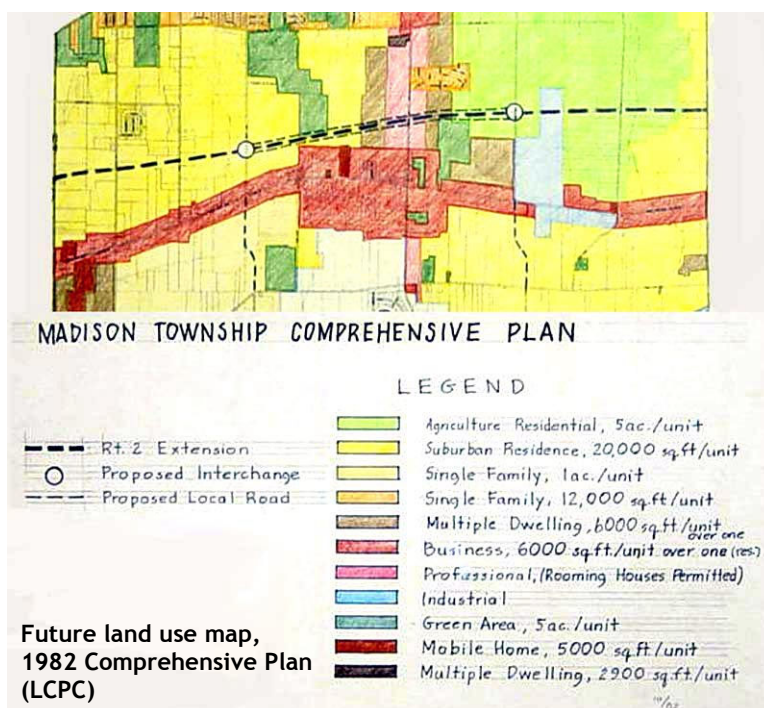 MADISON TOWNSHIP COMPREHENSIVE PLAN
LEGEND
Rt. 2 Extension
Proposed Interchange
Proposed Local Road
Agriculture Residential, 5ac./unit
Suburban Residence, 20,000 sq.ft/unit
Single Family, 1ac./unit
Single Family, 12,000 sq.ft/unit
Multiple Dwelling, 6000 sq.ft/unit over one
Business, 6000 sq.ft./unit over one (res.)
Professional, (Rooming Houses Permitted)
Industrial
Green Area, 5ac./unit
Mobile Home, 5000 sq.ft/unit
Multiple Dwelling, 2900 sq.ft/unit
Future land use map,
1982 Comprehensive Plan
(LCPC)